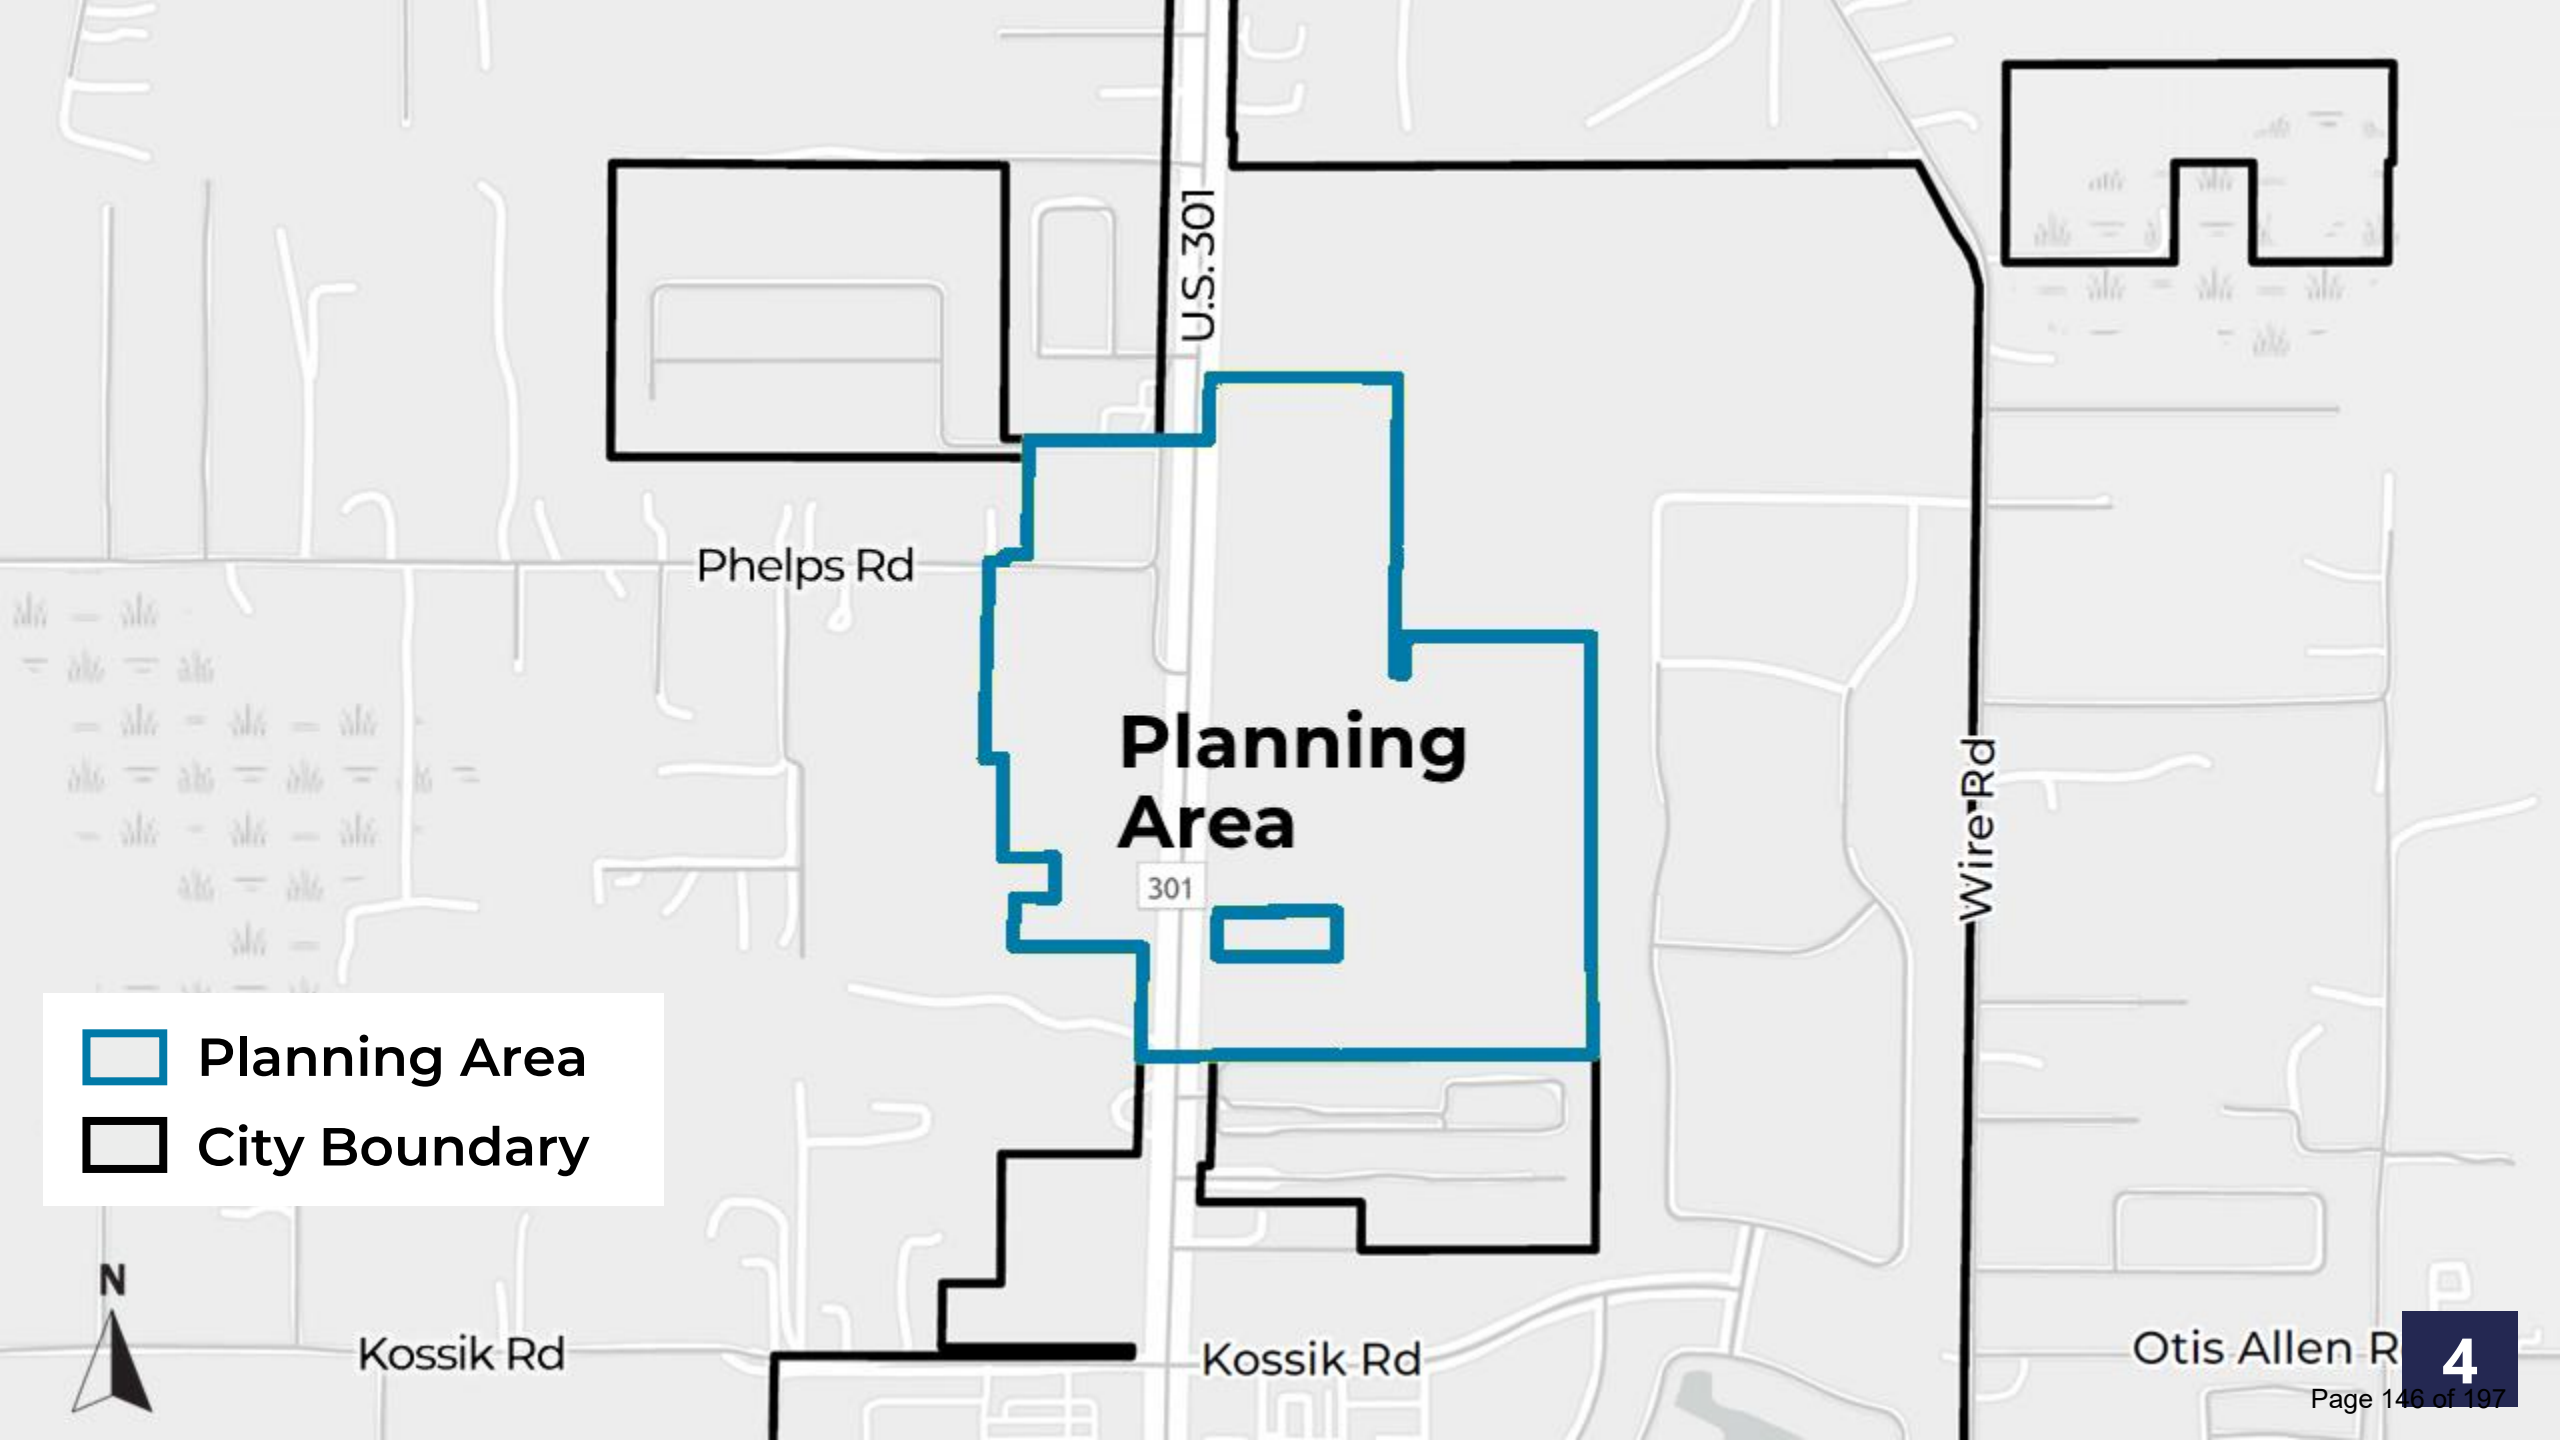 U.S. 301
Phelps Rd
Planning
Area
301
Wire Rd
Planning Area
City Boundary
N
Kossik Rd
Kossik Rd
Otis Allen R
4
Page 146 of 197